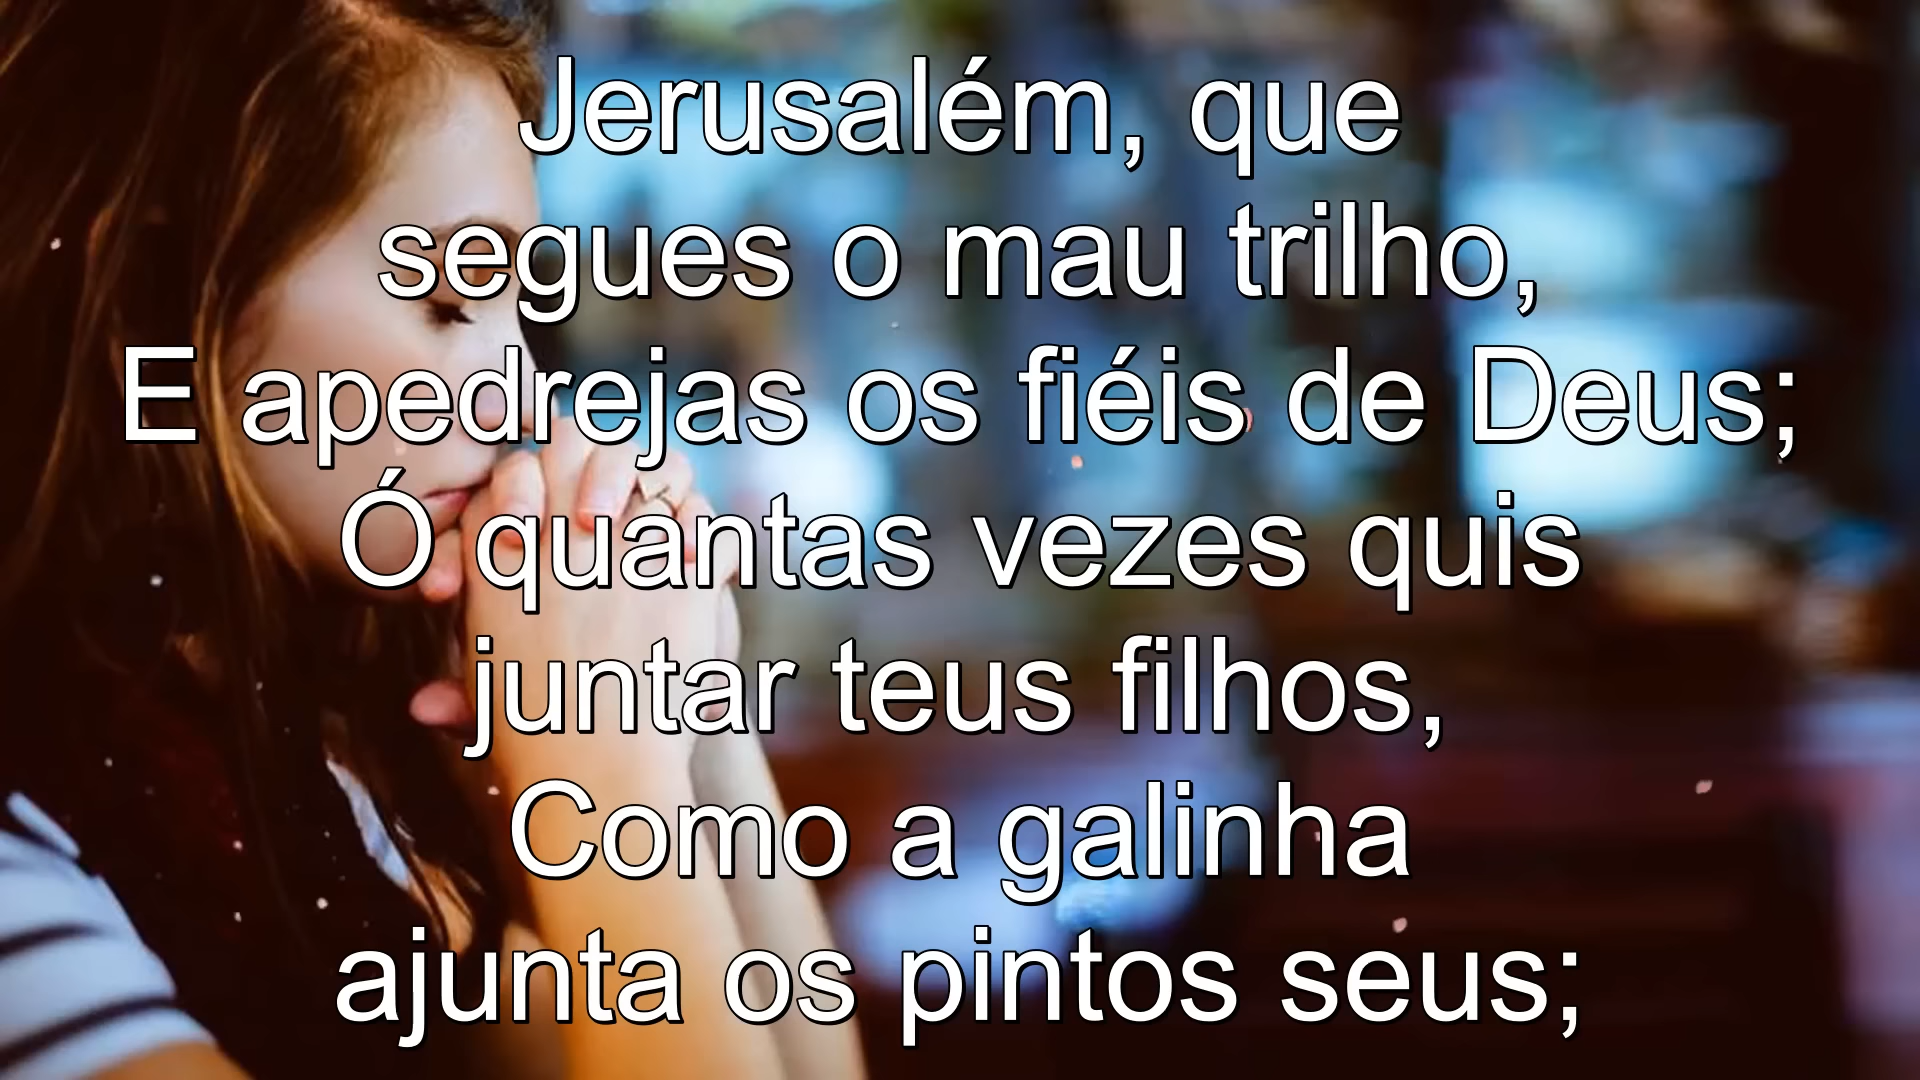 Jerusalém, que
segues o mau trilho,
E apedrejas os fiéis de Deus;
Ó quantas vezes quis
juntar teus filhos,
Como a galinha
ajunta os pintos seus;